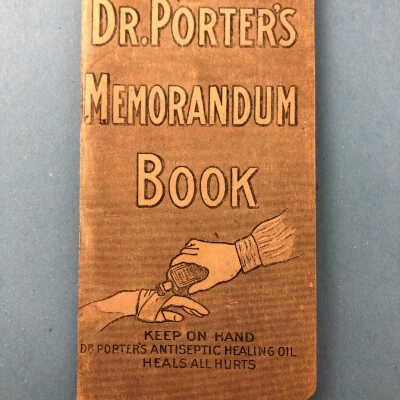 DR. PORTER'S
MEMORANDUM
BOOK
KEEP ON HAND
DR PORTER'S ANTISEPTIC HEALING OIL
HEALS ALL HURTS